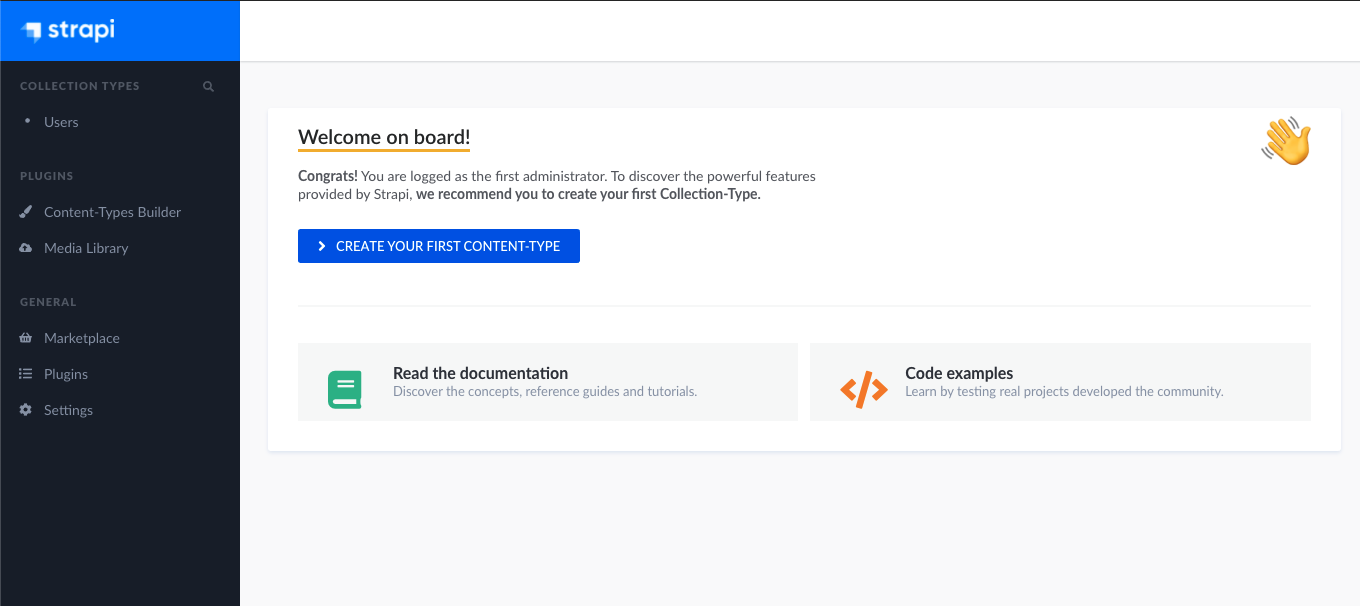 strapi
COLLECTION TYPES
Users
PLUGINS
Content-Types Builder
Media Library
GENERAL
Marketplace
Plugins
Settings
Welcome on board!
Congrats! You are logged as the first administrator. To discover the powerful features
provided by Strapi, we recommend you to create your first Collection-Type.
CREATE YOUR FIRST CONTENT-TYPE
Read the documentation
Discover the concepts, reference guides and tutorials.
Code examples
Learn by testing real projects developed the community.